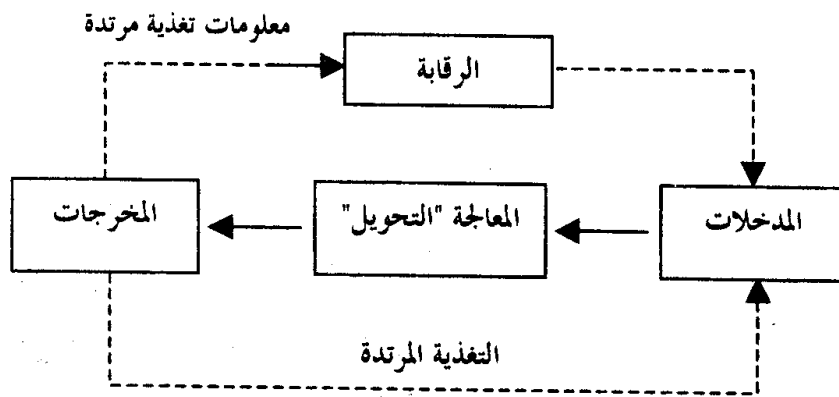 معلومات تغذية مرتدة
الرقابة
المدخلات
المعالجة "التحويل"
المخرجات
التغذية المرتدة